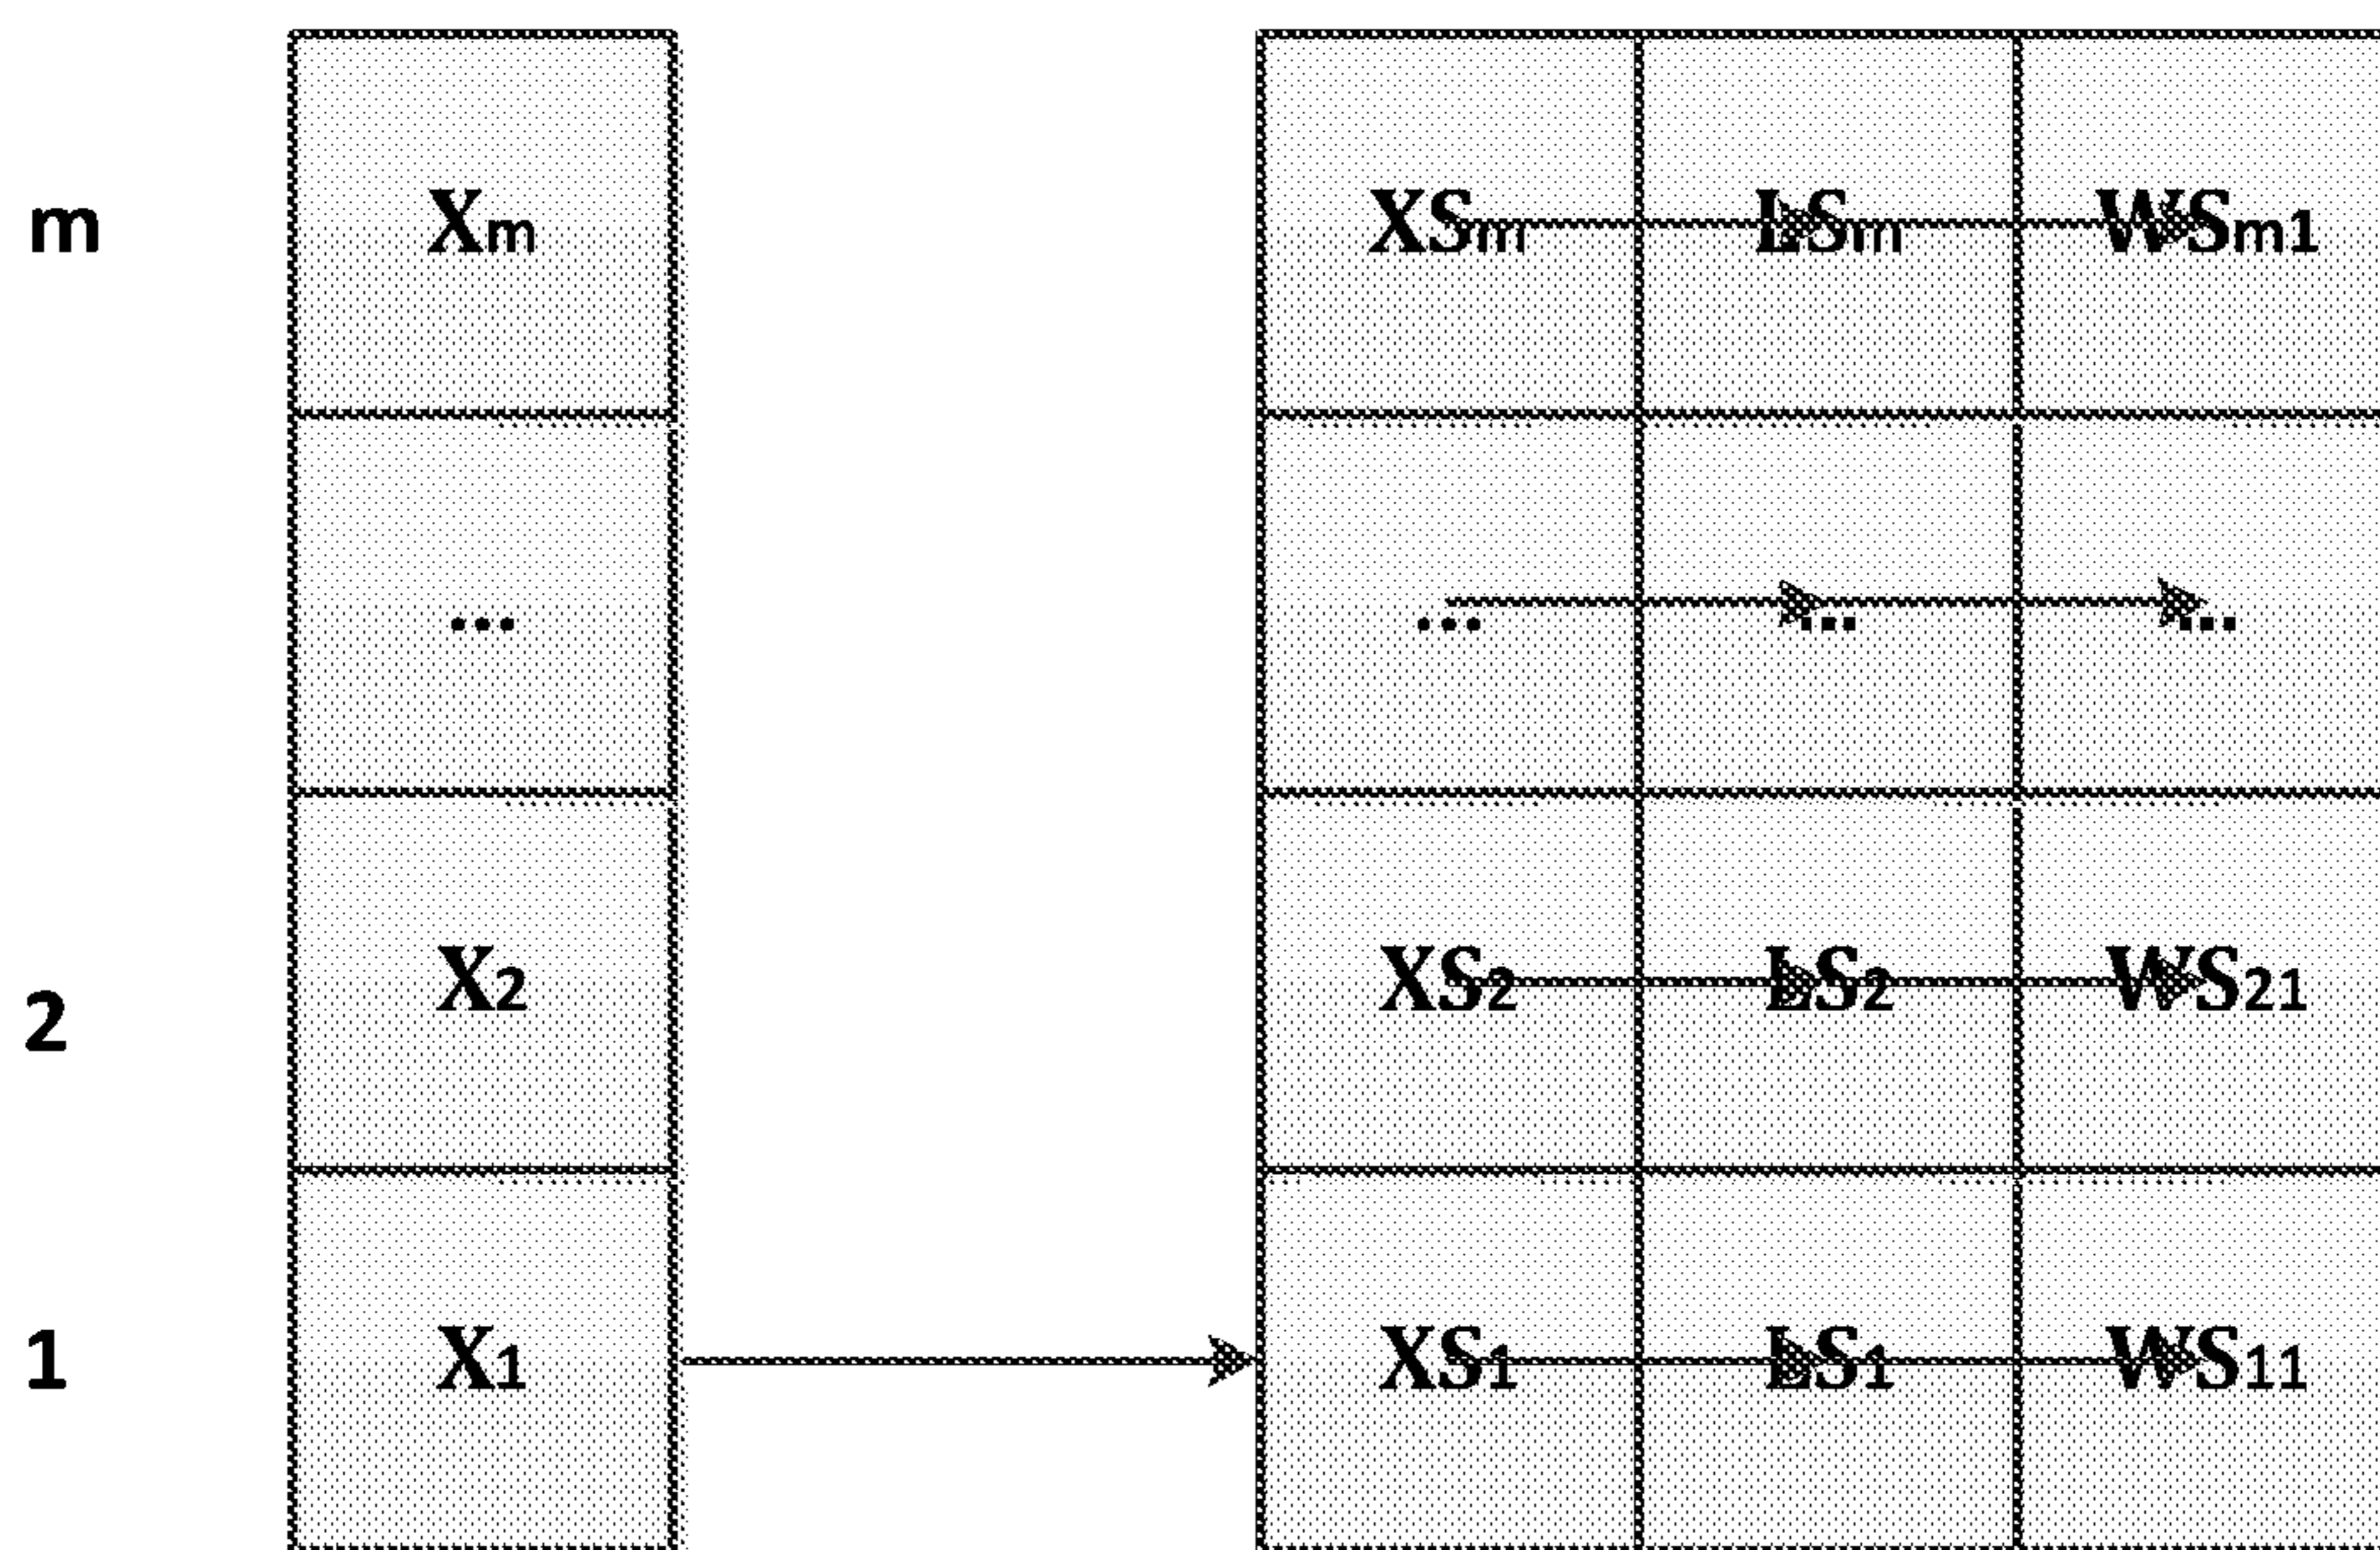 m Xm XSm LSm WSm1
... ... ... ...
2 X2 XS2 LS2 WS21
1 X1 XS1 LS1 WS11